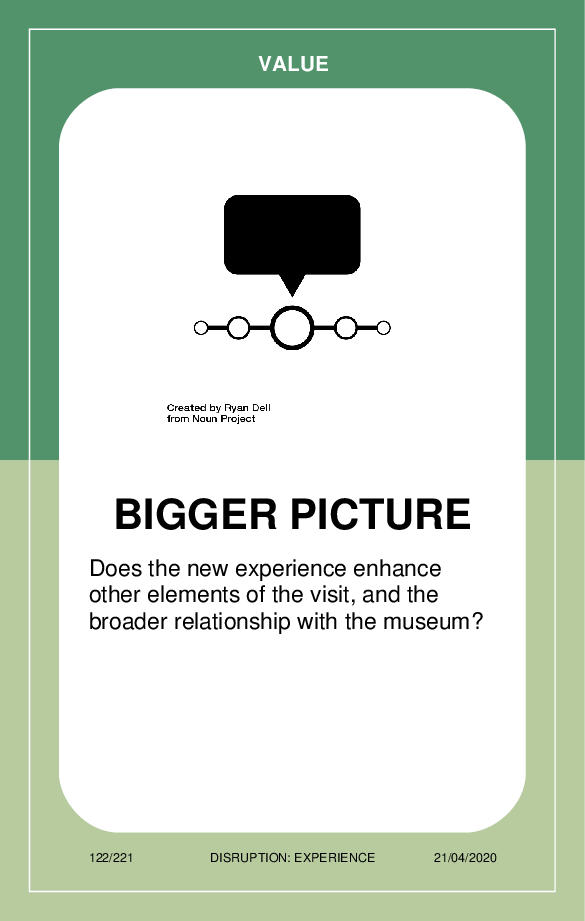 VALUE
Created by Ryan Dell
from Noun Project
BIGGER PICTURE
Does the new experience enhance
other elements of the visit, and the
broader relationship with the museum?
122/221 DISRUPTION: EXPERIENCE 21/04/2020